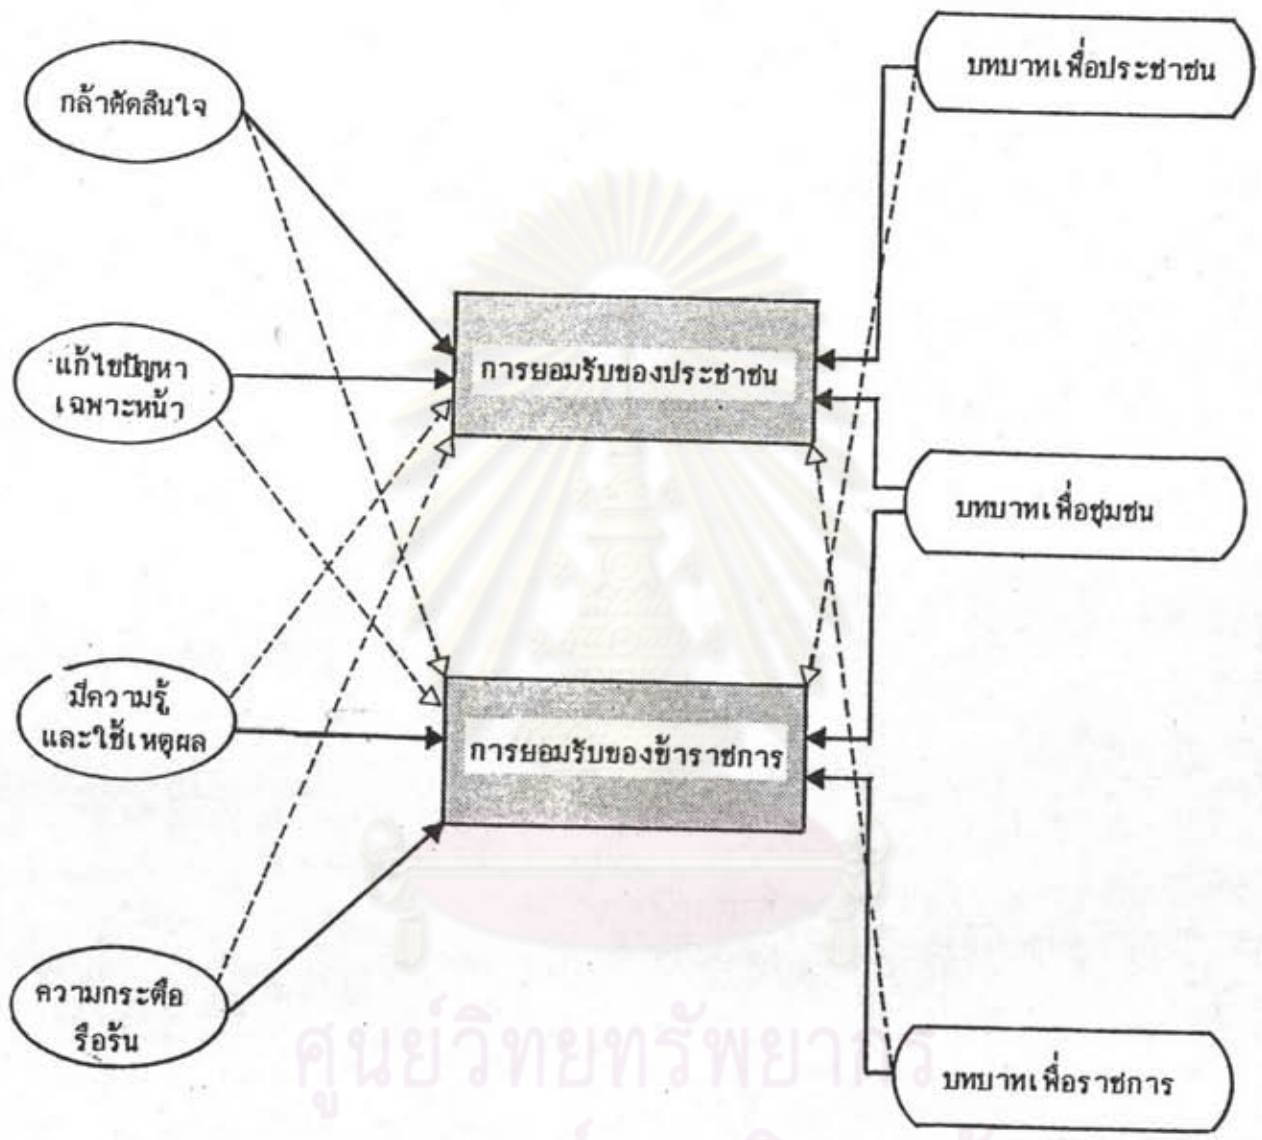 กล้าตัดสินใจ
บทบาทเพื่อประชาชน
แก้ไขปัญหา
เฉพาะหน้า
การยอมรับของประชาชน
บทบาทเพื่อชุมชน
มีความรู้
และใช้เหตุผล
การยอมรับของข้าราชการ
ความกระตือ
รือร้น
บทบาทเพื่อราชการ
ศูนย์วิทยทรัพยากร